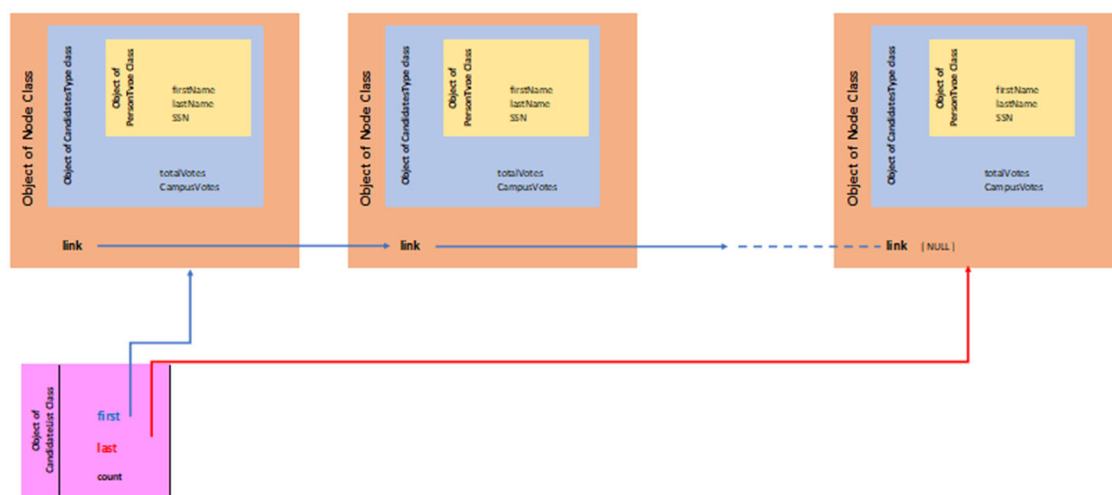 Object of Node Class
Object of CandidatesType class
Object of
PersonTvoe Class
firstName
lastName
SSN
totalVotes
CampusVotes
link
Object of Node Class
Object of CandidatesType class
Object of
PersonTvoe Class
firstName
lastName
SSN
totalVotes
CampusVotes
link
Object of Node Class
Object of CandidatesType class
Object of
PersonTvoe Class
firstName
lastName
SSN
totalVotes
CampusVotes
link ( NULL )
Object of
CandidateList Class
first
last
count